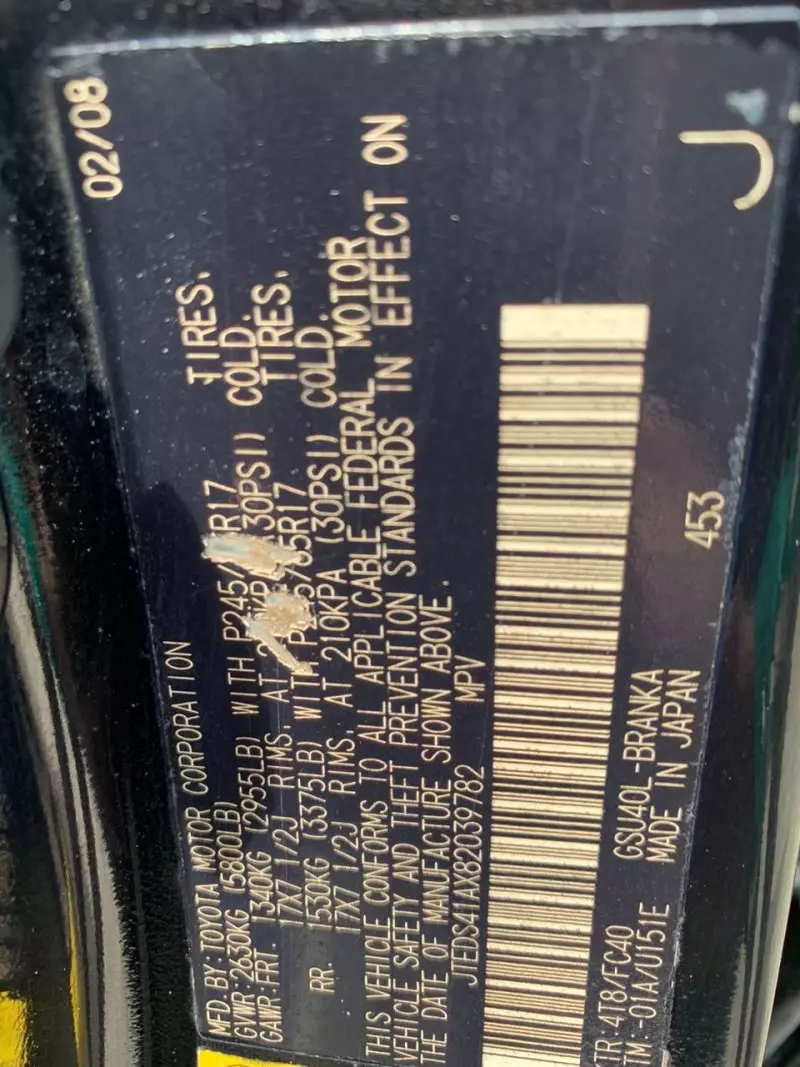 MFD.BY:TOYOTA MOTOR CORPORATION 02/08
GVWR:2630KG (5800LB)
GAWR:FRT. 1340KG (2955LB) WITH P245/ R17 TIRES.
17X7 1/2J RIMS, AT 30PSI) COLD.
RR. 1530KG (3375LB) WITH 65R17 TIRES.
17X7 1/2J RIMS, AT 210KPA (30PSI) COLD.
THIS VEHICLE CONFORMS TO ALL APPLICABLE FEDERAL MOTOR
VEHICLE SAFETY AND THEFT PREVENTION STANDARDS IN EFFECT ON
THE DATE OF MANUFACTURE SHOWN ABOVE.
JTEDS41AX82039782 MPV
TR: 4T8/FC40 GSU40L-BRANKA
TM:-01A/U151E MADE IN JAPAN 453
J